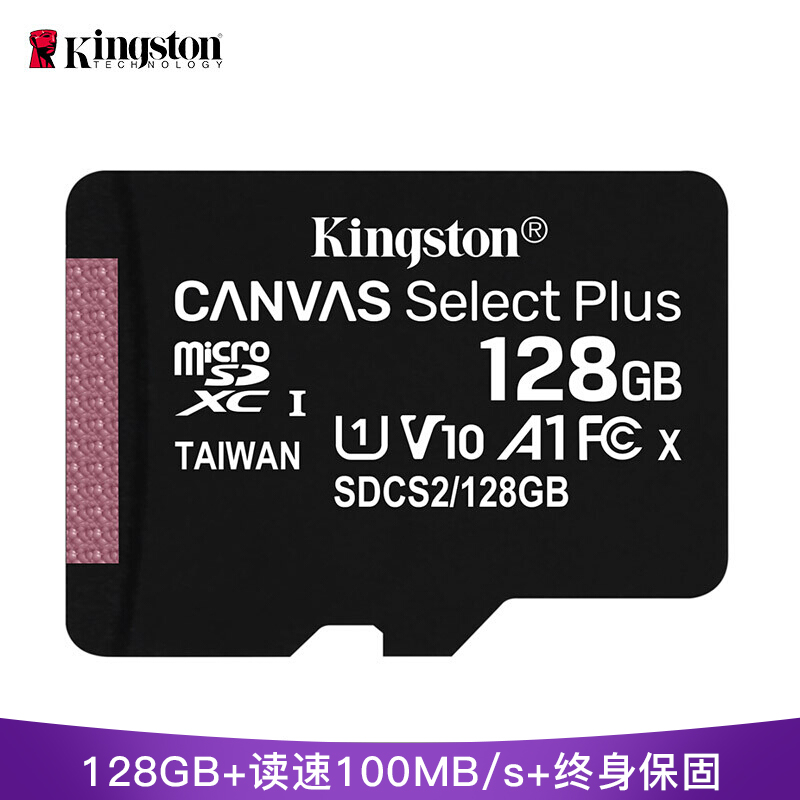 Kingston
TECHNOLOGY
Kingston®
CANVAS Select Plus
micro SD XC I 128GB
TAIWAN U1 V10 A1 FC X
SDCS2/128GB
128GB+读速100MB/s+终身保固